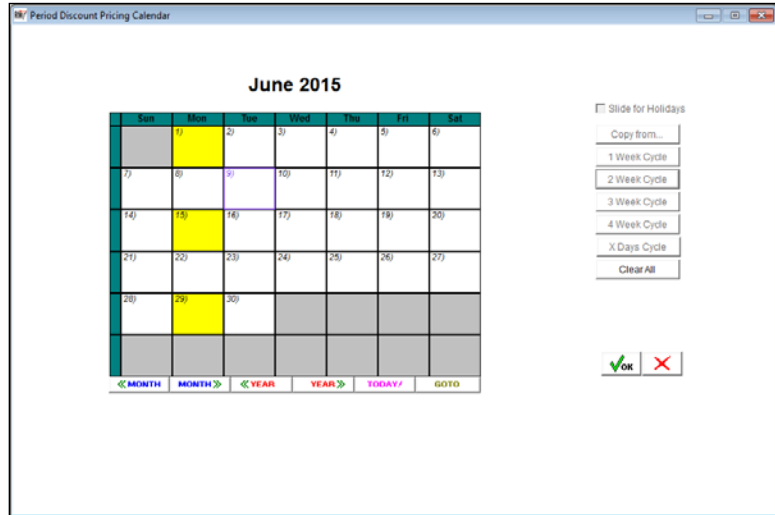 Period Discount Pricing Calendar
June 2015
Slide for Holidays
Sun Mon Tue Wed Thu Fri Sat
1) 2) 3) 4) 5) 6)
7) 8) 9) 10) 11) 12) 13)
14) 15) 16) 17) 18) 19) 20)
21) 22) 23) 24) 25) 26) 27)
28) 29) 30)
Copy from...
1 Week Cycle
2 Week Cycle
3 Week Cycle
4 Week Cycle
X Days Cycle
Clear All
OK
« MONTH MONTH » « YEAR YEAR » TODAY! GOTO